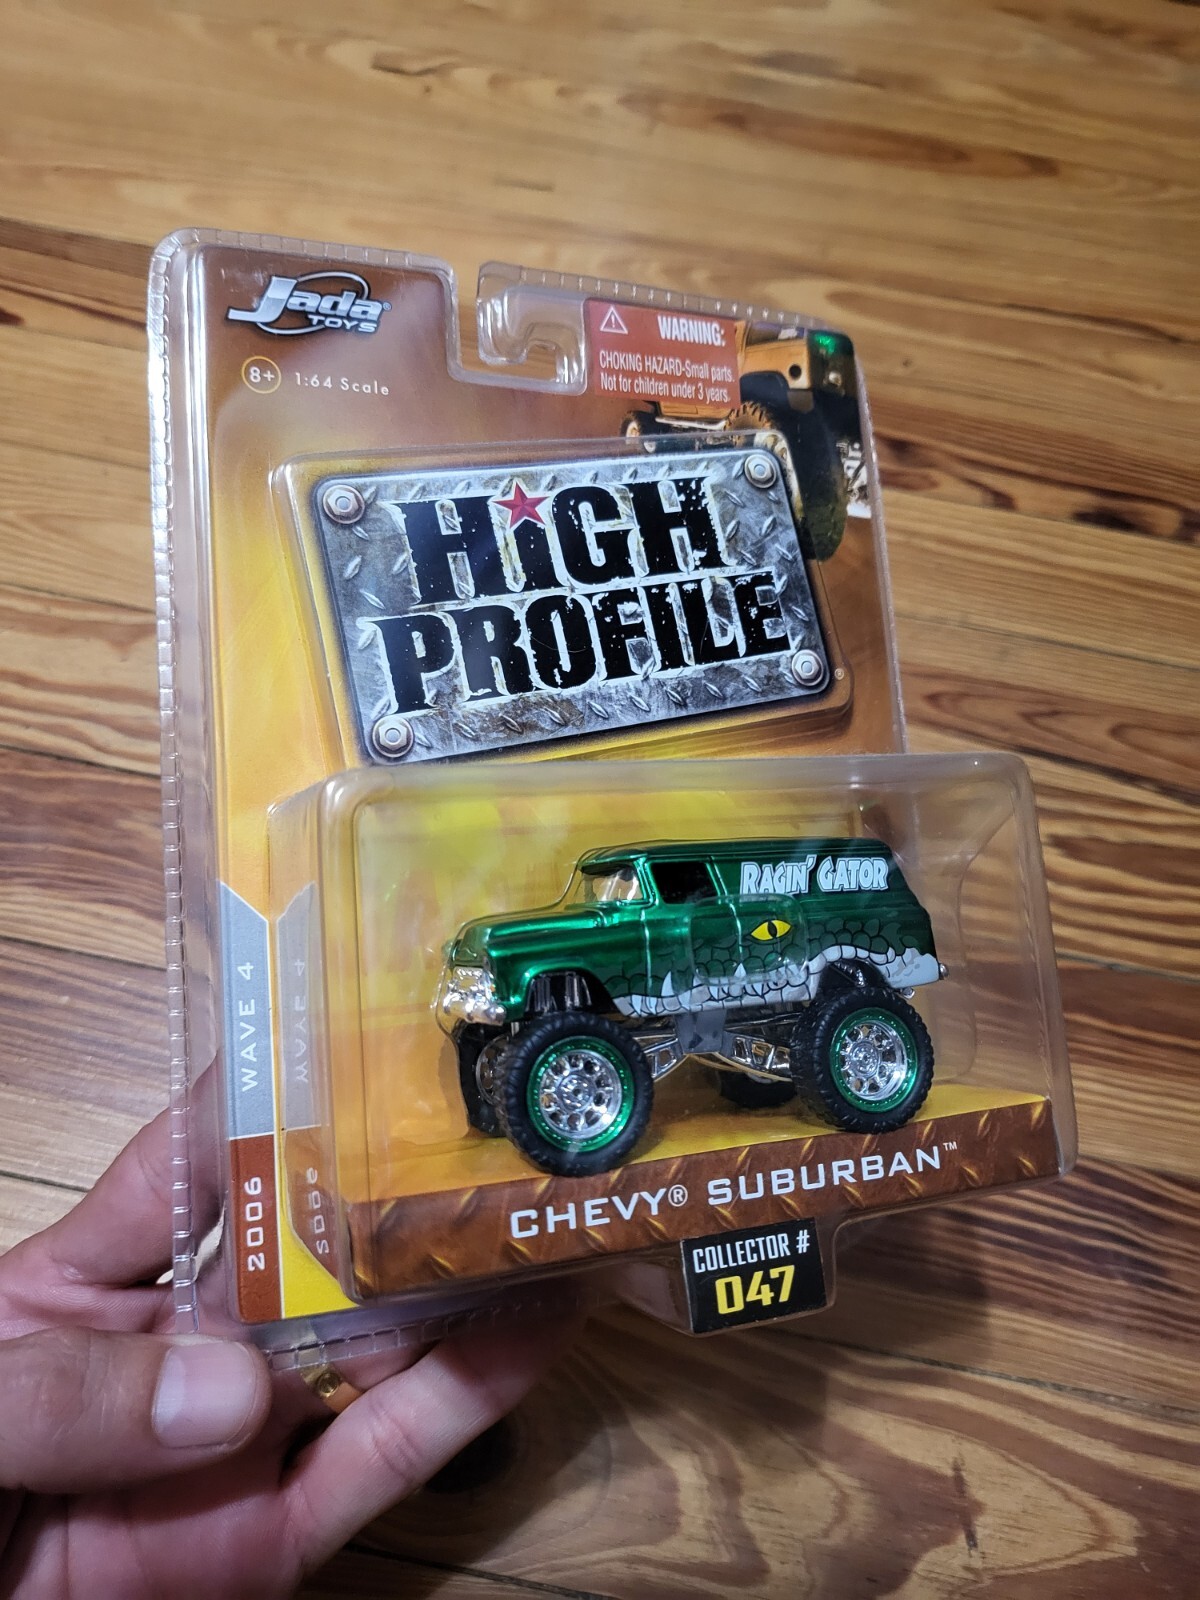 Jada®
TOYS
8+ 1:64 Scale
WARNING:
CHOKING HAZARD-Small parts.
Not for children under 3 years.
HiGH
PROFILE
®
RAGIN' GATOR
WAVE 4
2006
CHEVY® SUBURBAN™
COLLECTOR #
047